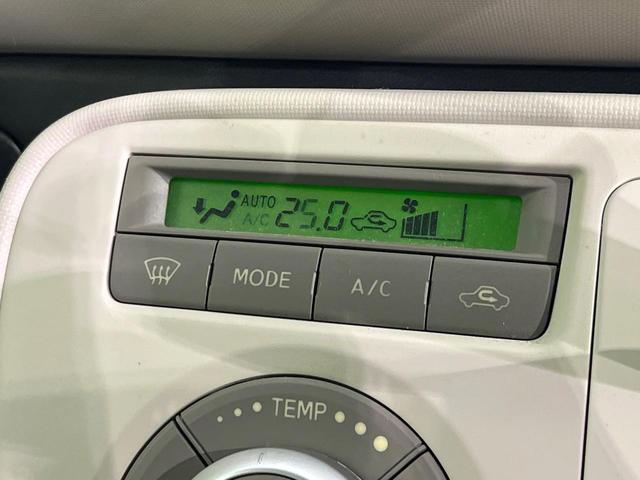 AUTO
A/C 25.0
MODE A/C
TEMP